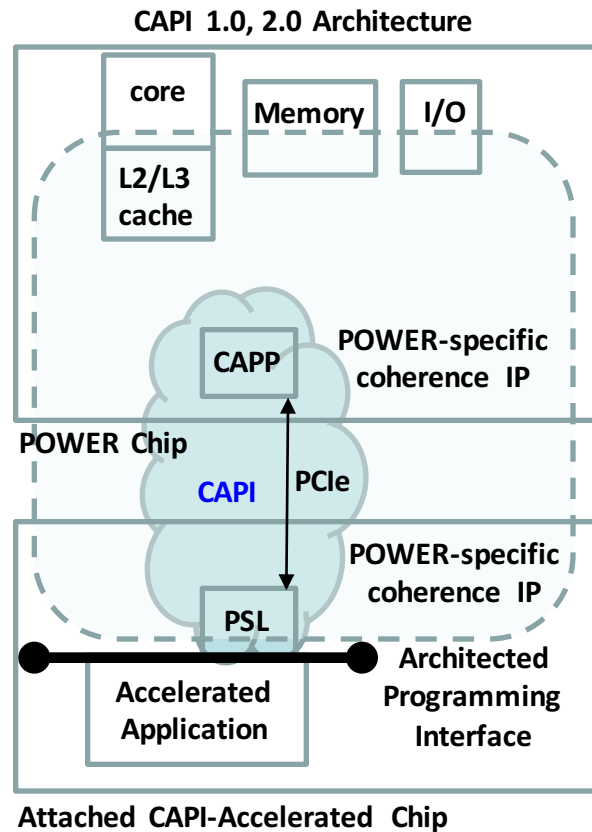 CAPI 1.0, 2.0 Architecture
core
Memory
I/O
L2/L3
cache
CAPP
POWER-specific
coherence IP
POWER Chip
CAPI
PCIe
POWER-specific
coherence IP
PSL
Accelerated
Application
Architected
Programming
Interface
Attached CAPI-Accelerated Chip